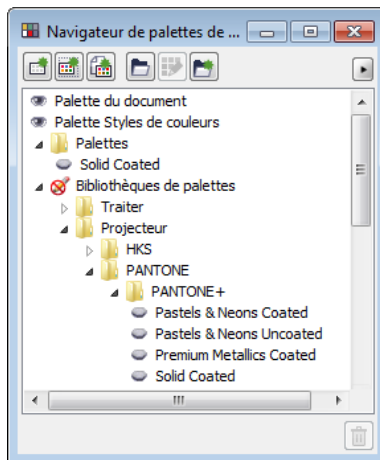 Navigateur de palettes de ...
Palette du document
Palette Styles de couleurs
Palettes
Solid Coated
Bibliothèques de palettes
Traiter
Projecteur
HKS
PANTONE
PANTONE+
Pastels & Neons Coated
Pastels & Neons Uncoated
Premium Metallics Coated
Solid Coated